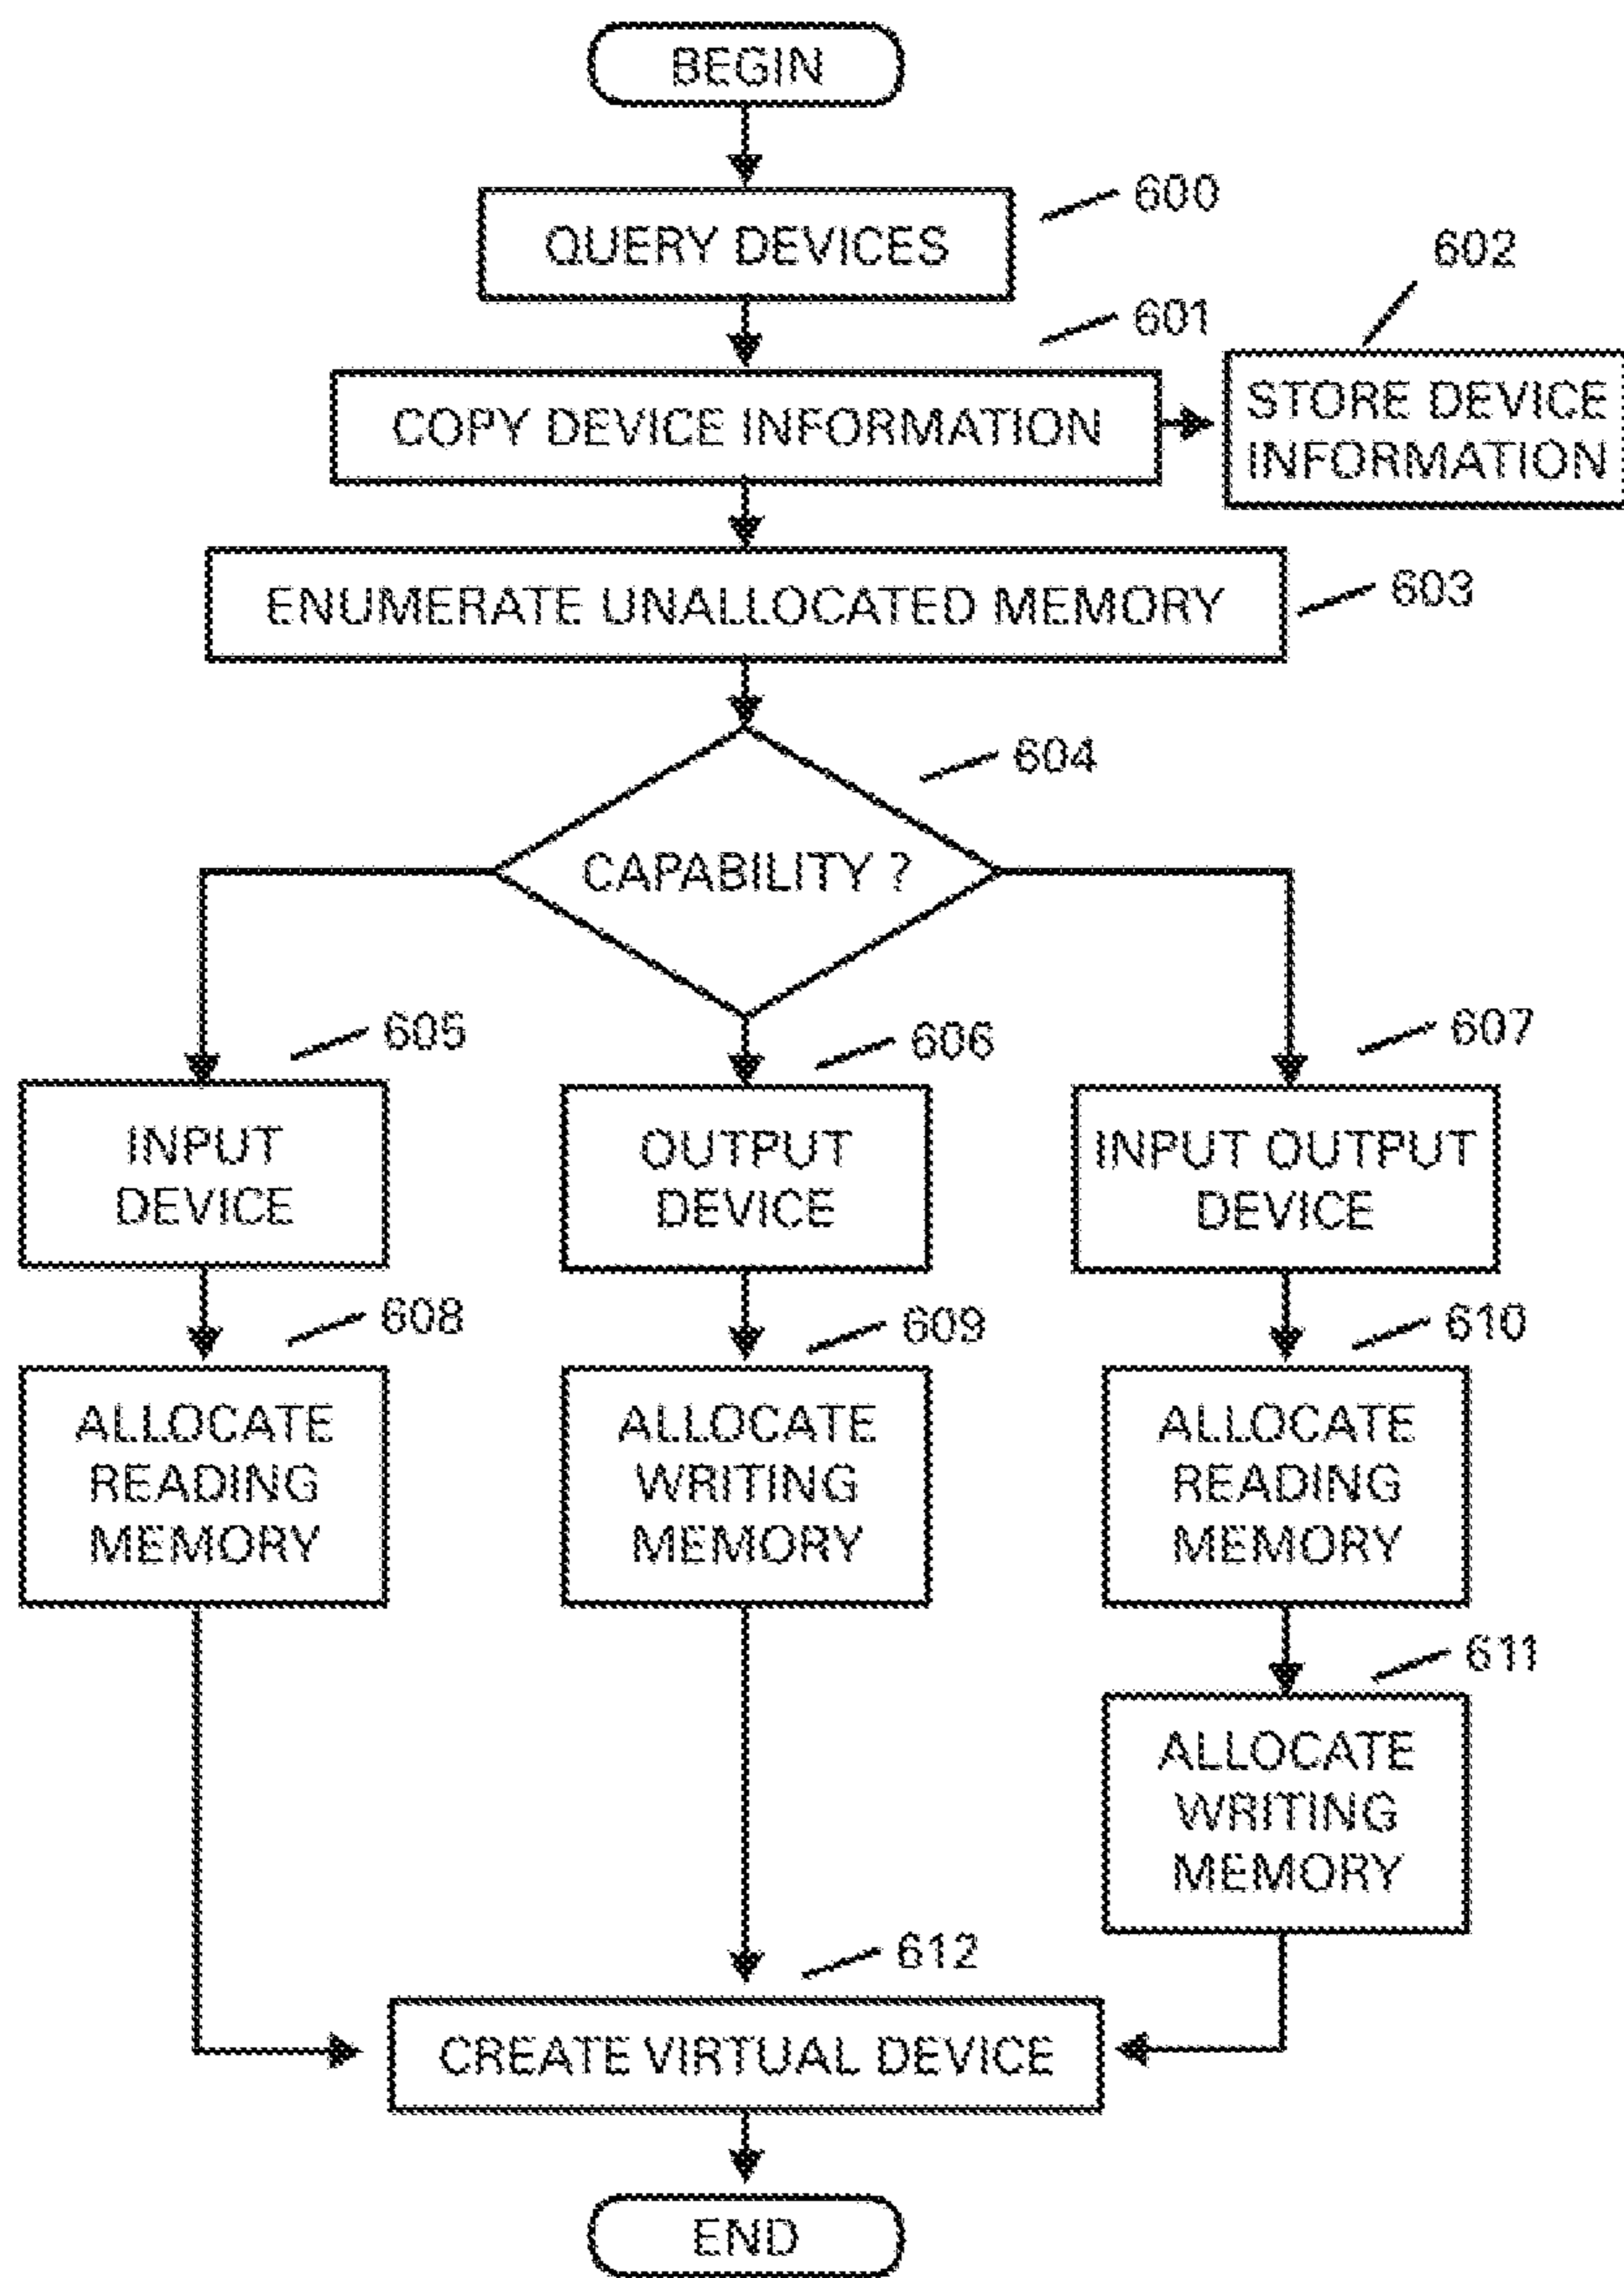 BEGIN
600
QUERY DEVICES
602
601
COPY DEVICE INFORMATION
STORE DEVICE
INFORMATION
ENUMERATE UNALLOCATED MEMORY
603
604
CAPABILITY ?
605
606
607
INPUT
DEVICE
OUTPUT
DEVICE
INPUT OUTPUT
DEVICE
608
609
610
ALLOCATE
READING
MEMORY
ALLOCATE
WRITING
MEMORY
ALLOCATE
READING
MEMORY
611
ALLOCATE
WRITING
MEMORY
612
CREATE VIRTUAL DEVICE
END